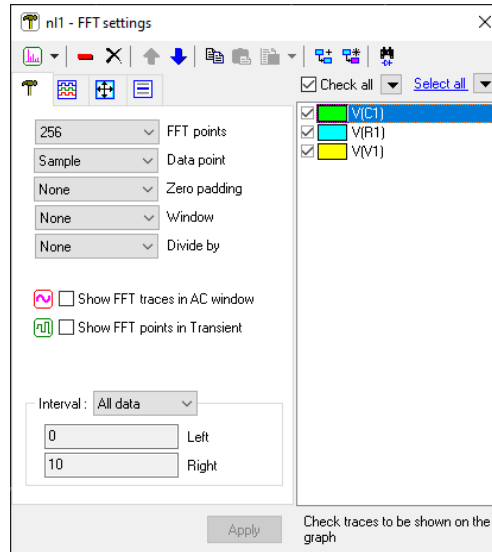 nl1 - FFT settings
Check all Select all
256 FFT points
Sample Data point
None Zero padding
None Window
None Divide by
Show FFT traces in AC window
Show FFT points in Transient
Interval : All data
0 Left
10 Right
Apply
V(C1)
V(R1)
V(V1)
Check traces to be shown on the
graph